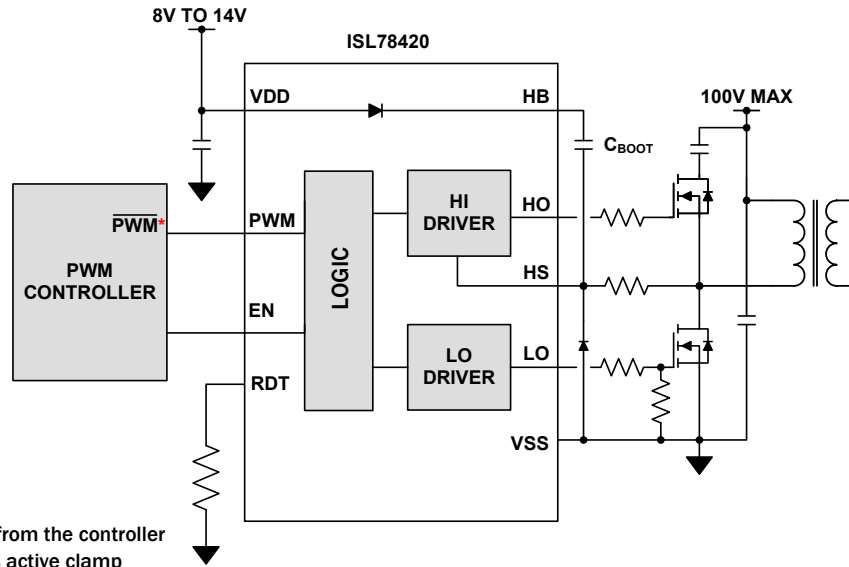 8V TO 14V
ISL78420
VDD
HB
100V MAX
CBOOT
PWM*
PWM
HI
DRIVER
HO
PWM
CONTROLLER
LOGIC
HS
EN
LO
DRIVER
LO
RDT
VSS
from the controller
active clamp